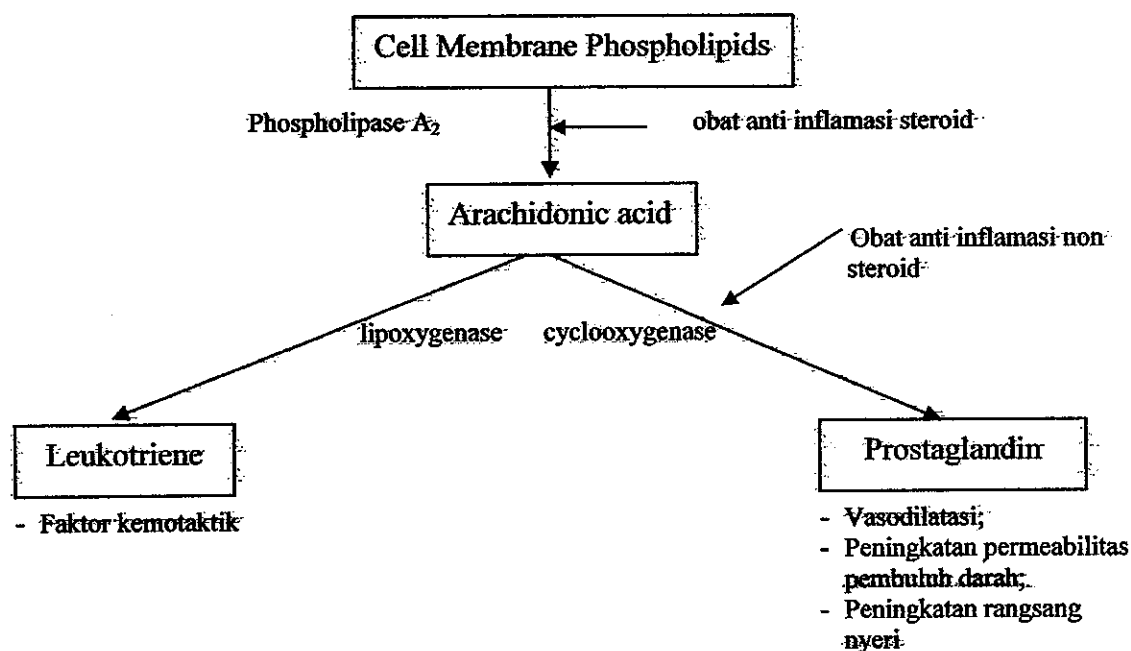 Cell Membrane Phospholipids
Phospholipase A₂
obat anti inflamasi steroid
Arachidonic acid
Obat anti inflamasi non
steroid
lipoxygenase
cyclooxygenase
Leukotriene
- Faktor kemotaktik
Prostaglandin
- Vasodilatasi;
- Peningkatan permeabilitas
pembuluh darah;
- Peningkatan rangsang
nyeri